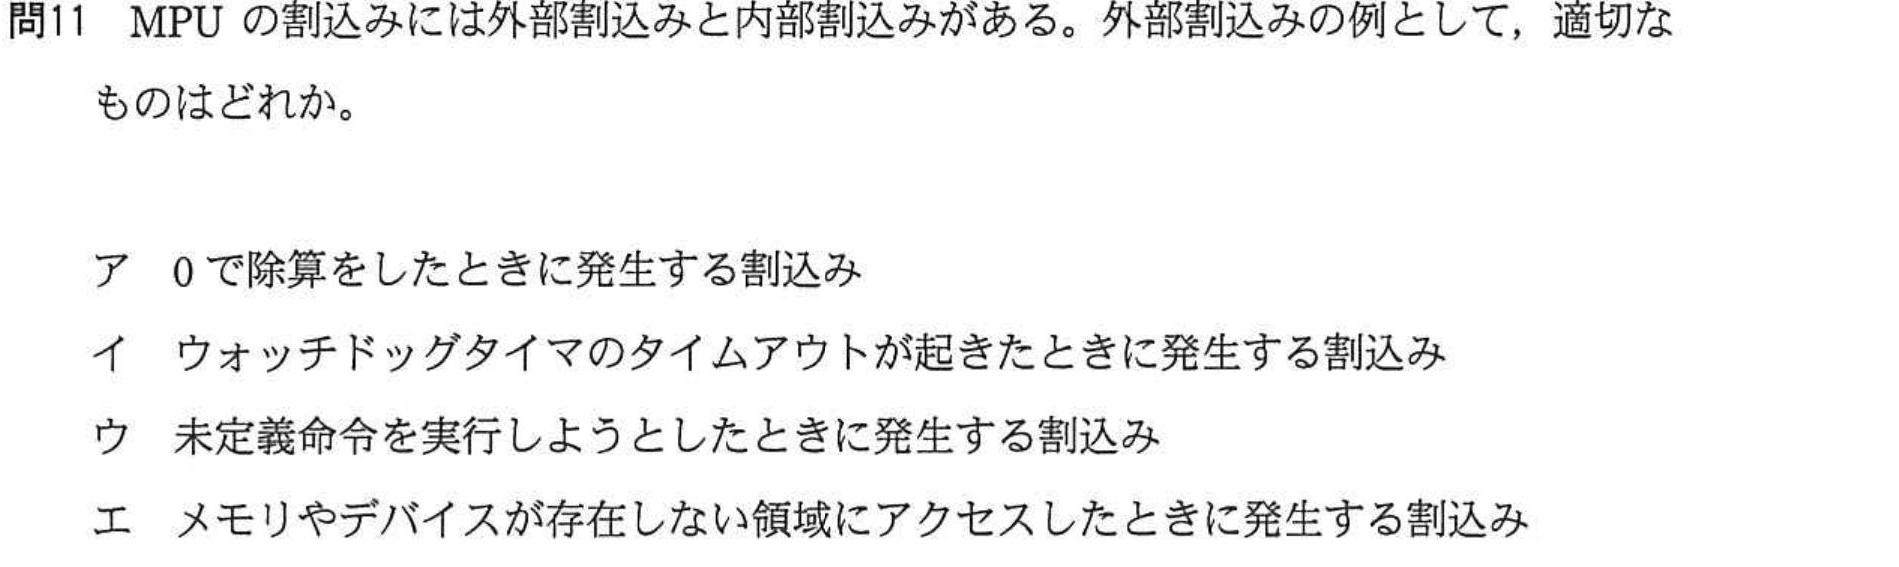 問11 MPU の割込みには外部割込みと内部割込みがある。外部割込みの例として，適切な
ものはどれか。
ア 0 で除算をしたときに発生する割込み
イ ウォッチドッグタイマのタイムアウトが起きたときに発生する割込み
ウ 未定義命令を実行しようとしたときに発生する割込み
エ メモリやデバイスが存在しない領域にアクセスしたときに発生する割込み